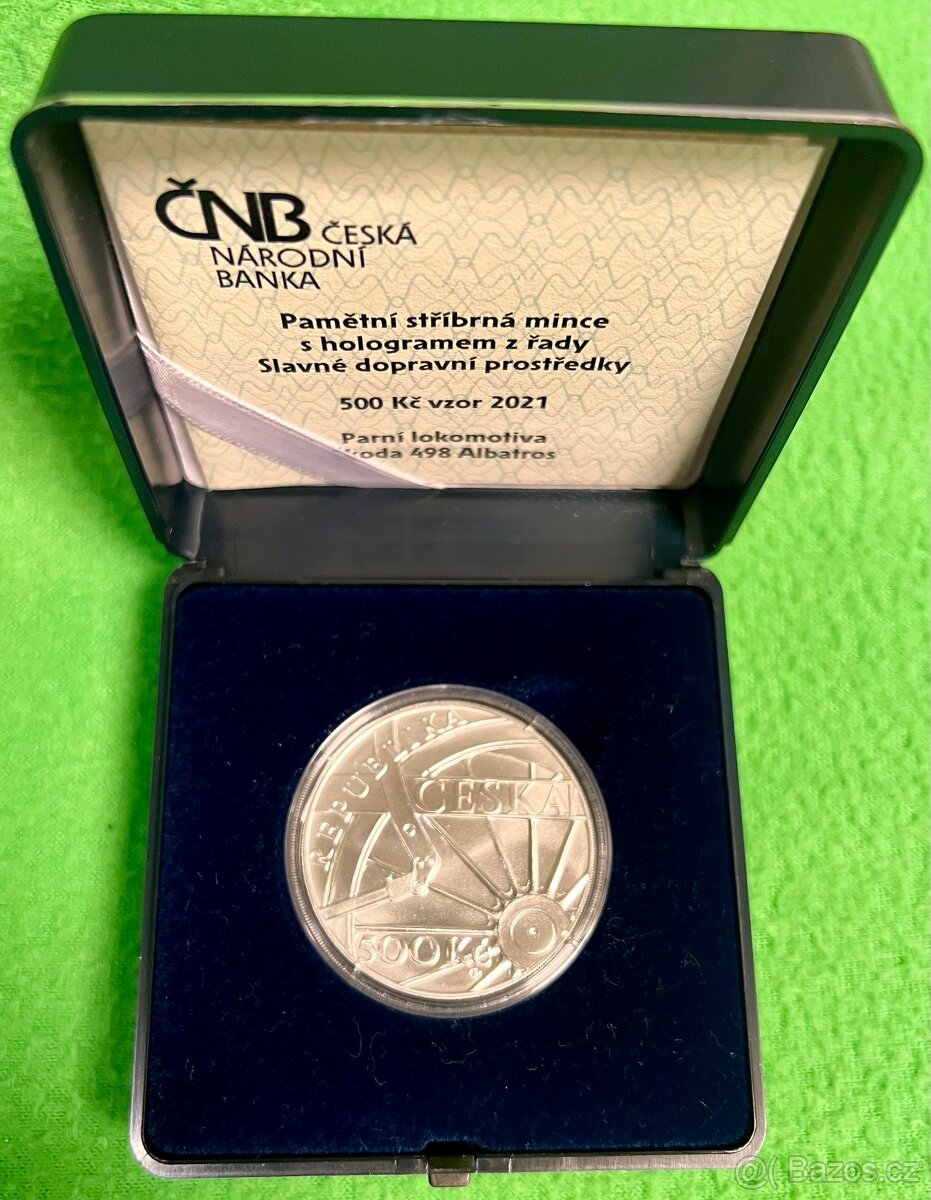 ČNB ČESKÁ
NÁRODNÍ
BANKA
Pamětní stříbrná mince
s hologramem z řady
Slavné dopravní prostředky
500 Kč vzor 2021
Parní lokomotiva
498 Albatros
REPUBLIKA
ČESKÁ
500 Kč
Bazos.cz